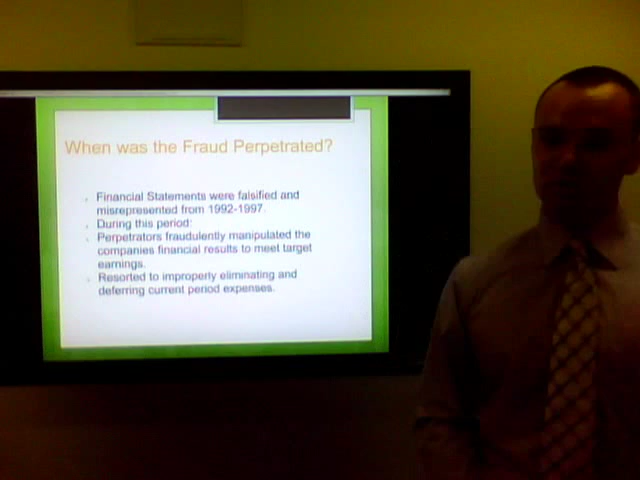 When was the Fraud Perpetrated?
Financial Statements were falsified and
misrepresented from 1992-1997.
During this period:
Perpetrators fraudulently manipulated the
companies financial results to meet target
earnings.
Resorted to improperly eliminating and
deferring current period expenses.